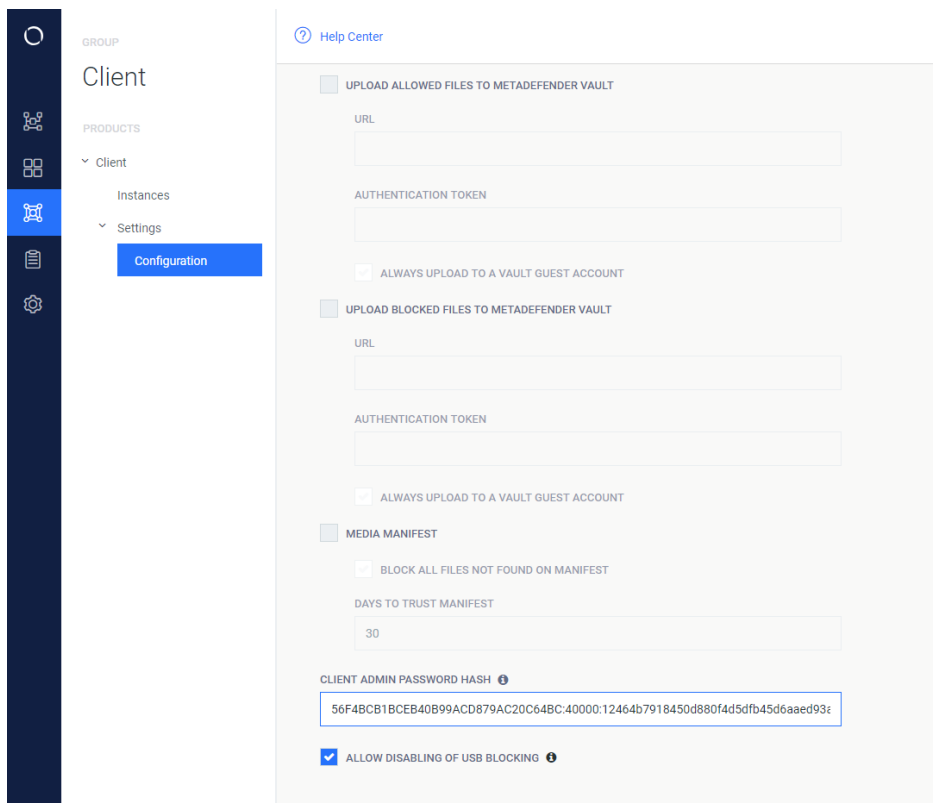 GROUP
Client
PRODUCTS
Client
Instances
Settings
Configuration
Help Center
UPLOAD ALLOWED FILES TO METADEFENDER VAULT
URL
AUTHENTICATION TOKEN
ALWAYS UPLOAD TO A VAULT GUEST ACCOUNT
UPLOAD BLOCKED FILES TO METADEFENDER VAULT
URL
AUTHENTICATION TOKEN
ALWAYS UPLOAD TO A VAULT GUEST ACCOUNT
MEDIA MANIFEST
BLOCK ALL FILES NOT FOUND ON MANIFEST
DAYS TO TRUST MANIFEST
30
CLIENT ADMIN PASSWORD HASH
56F4BCB1BCEB40B99ACD879AC20C64BC:40000:12464b7918450d880f4d5dfb45d6aaed93a
ALLOW DISABLING OF USB BLOCKING